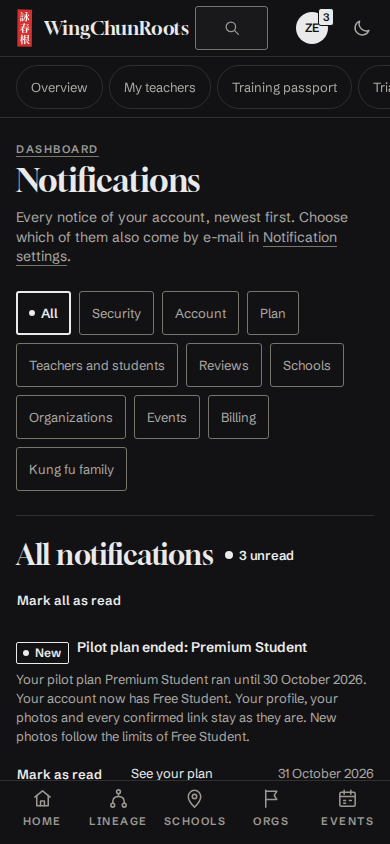 詠春根
WingChunRoots
ZE
3
Overview
My teachers
Training passport
DASHBOARD
Notifications
Every notice of your account, newest first. Choose
which of them also come by e-mail in Notification
settings.
All
Security
Account
Plan
Teachers and students
Reviews
Schools
Organizations
Events
Billing
Kung fu family
All notifications
3 unread
Mark all as read
New
Pilot plan ended: Premium Student
Your pilot plan Premium Student ran until 30 October 2026.
Your account now has Free Student. Your profile, your
photos and every confirmed link stay as they are. New
photos follow the limits of Free Student.
Mark as read
See your plan
31 October 2026
HOME
LINEAGE
SCHOOLS
ORGS
EVENTS